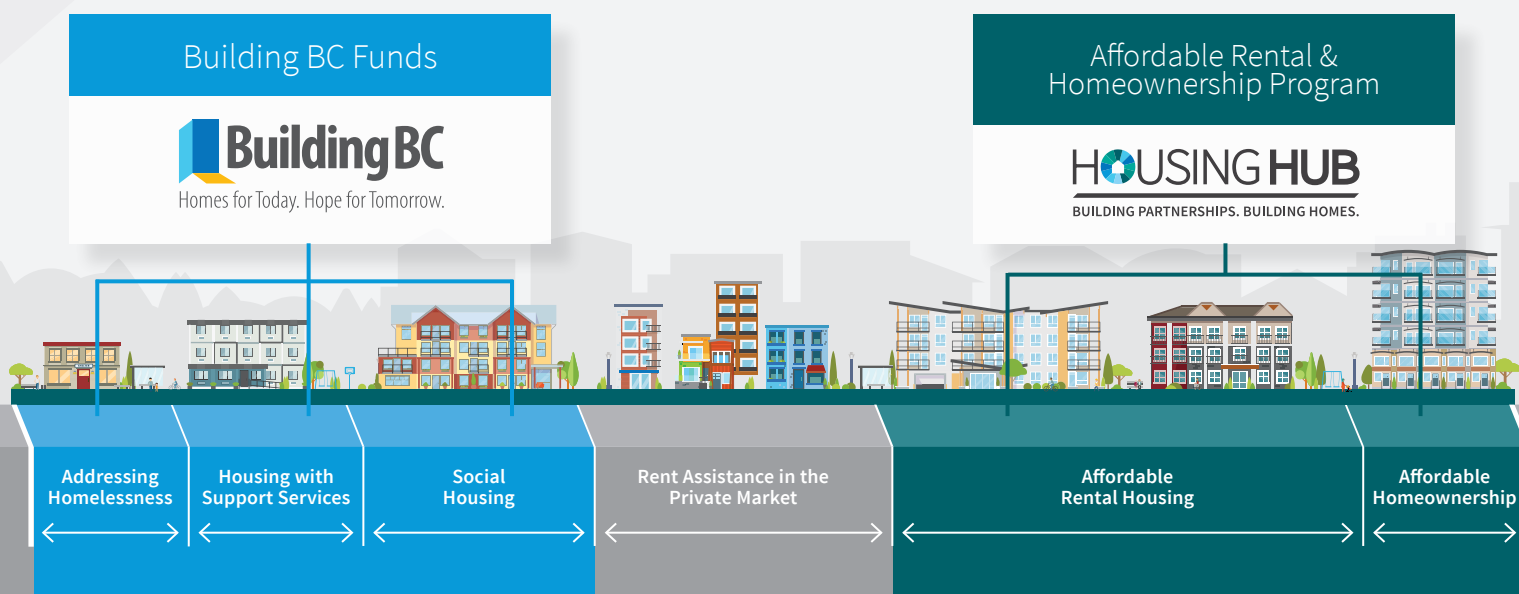 Building BC Funds
Building BC
Homes for Today. Hope for Tomorrow.
Affordable Rental &
Homeownership Program
HOUSING HUB
BUILDING PARTNERSHIPS. BUILDING HOMES.
Addressing
Homelessness
Housing with
Support Services
Social
Housing
Rent Assistance in the
Private Market
Affordable
Rental Housing
Affordable
Homeownership